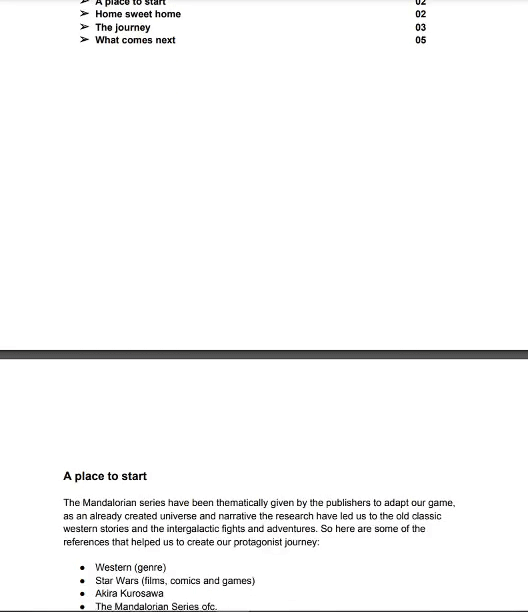 ➢ A place to start 02
➢ Home sweet home 02
➢ The journey 03
➢ What comes next 05
A place to start
The Mandalorian series have been thematically given by the publishers to adapt our game,
as an already created universe and narrative the research have led us to the old classic
western stories and the intergalactic fights and adventures. So here are some of the
references that helped us to create our protagonist journey:
● Western (genre)
● Star Wars (films, comics and games)
● Akira Kurosawa
● The Mandalorian Series ofc.